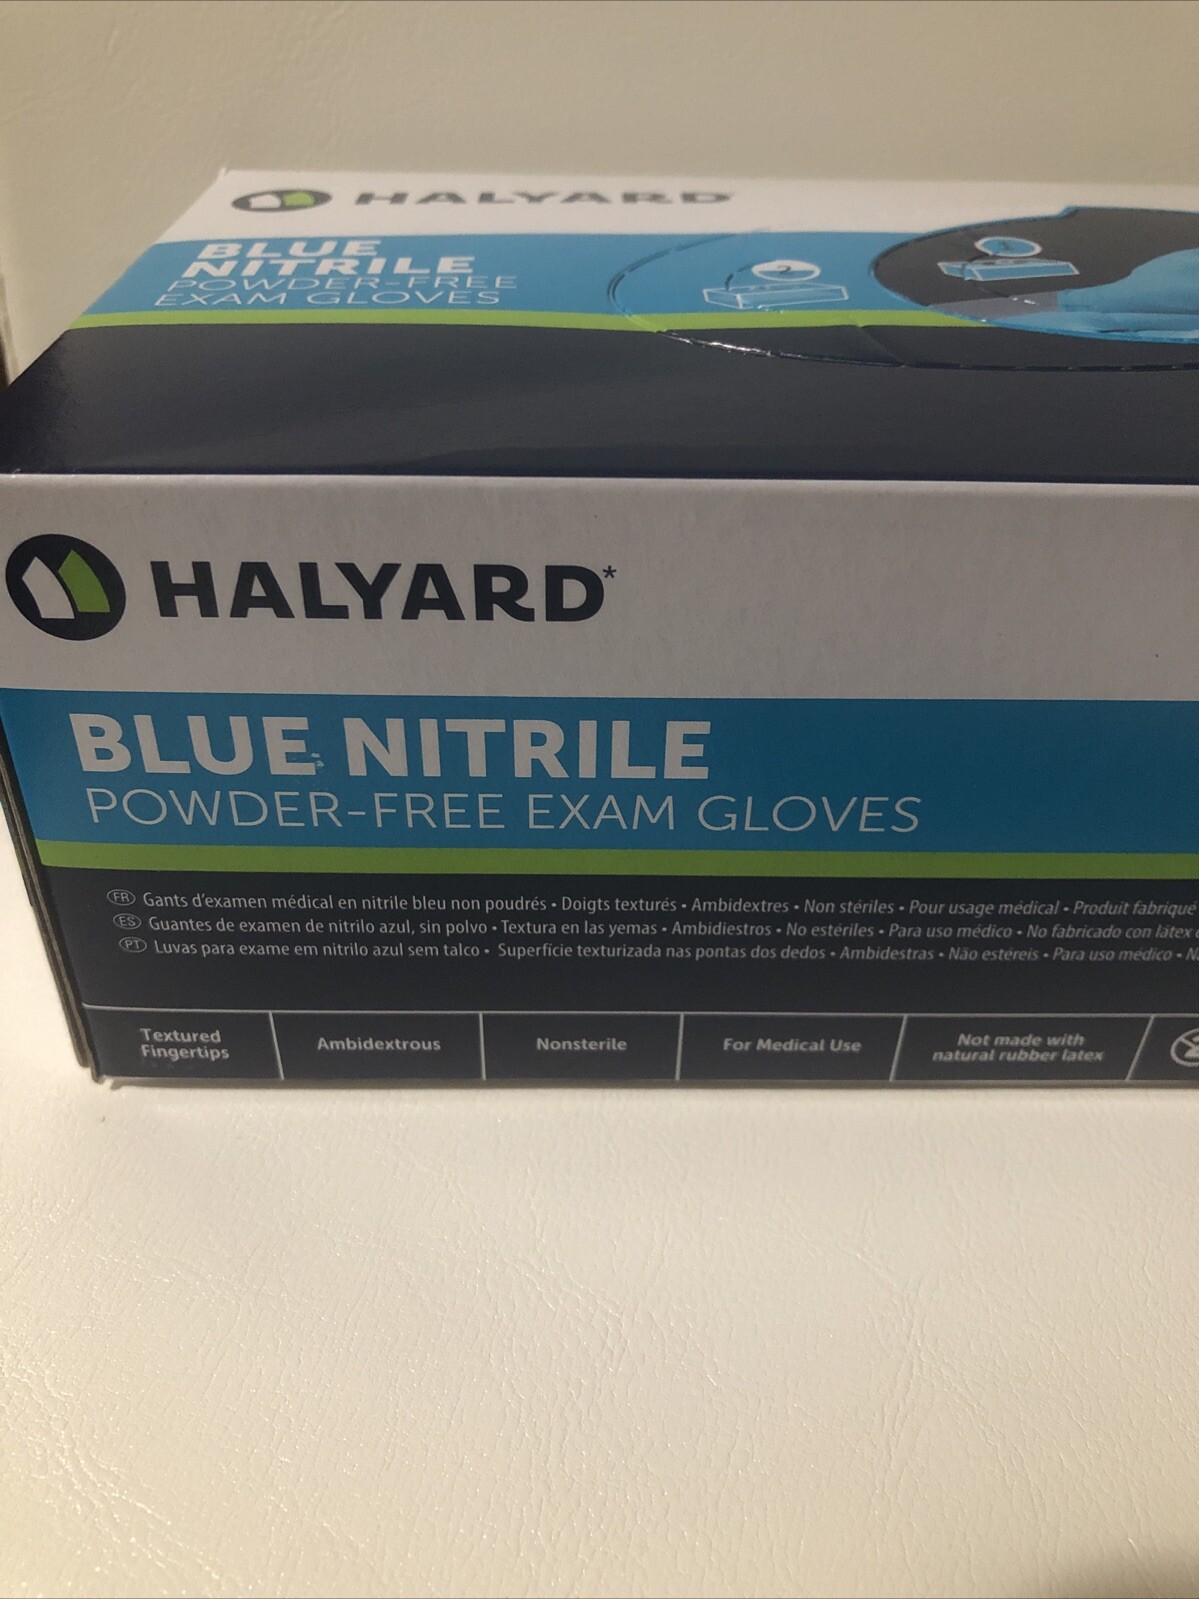 HALYARD
BLUE
NITRILE
POWDER-FREE
EXAM GLOVES
2
1
HALYARD*
BLUE NITRILE
POWDER-FREE EXAM GLOVES
FR Gants d'examen médical en nitrile bleu non poudrés • Doigts texturés • Ambidextres • Non stériles • Pour usage médical • Produit fabriqué
ES Guantes de examen de nitrilo azul, sin polvo • Textura en las yemas • Ambidiestros • No estériles • Para uso médico • No fabricado con látex
PT Luvas para exame em nitrilo azul sem talco • Superfície texturizada nas pontas dos dedos • Ambidestras • Não estéreis • Para uso médico •
Textured
Fingertips
Ambidextrous
Nonsterile
For Medical Use
Not made with
natural rubber latex